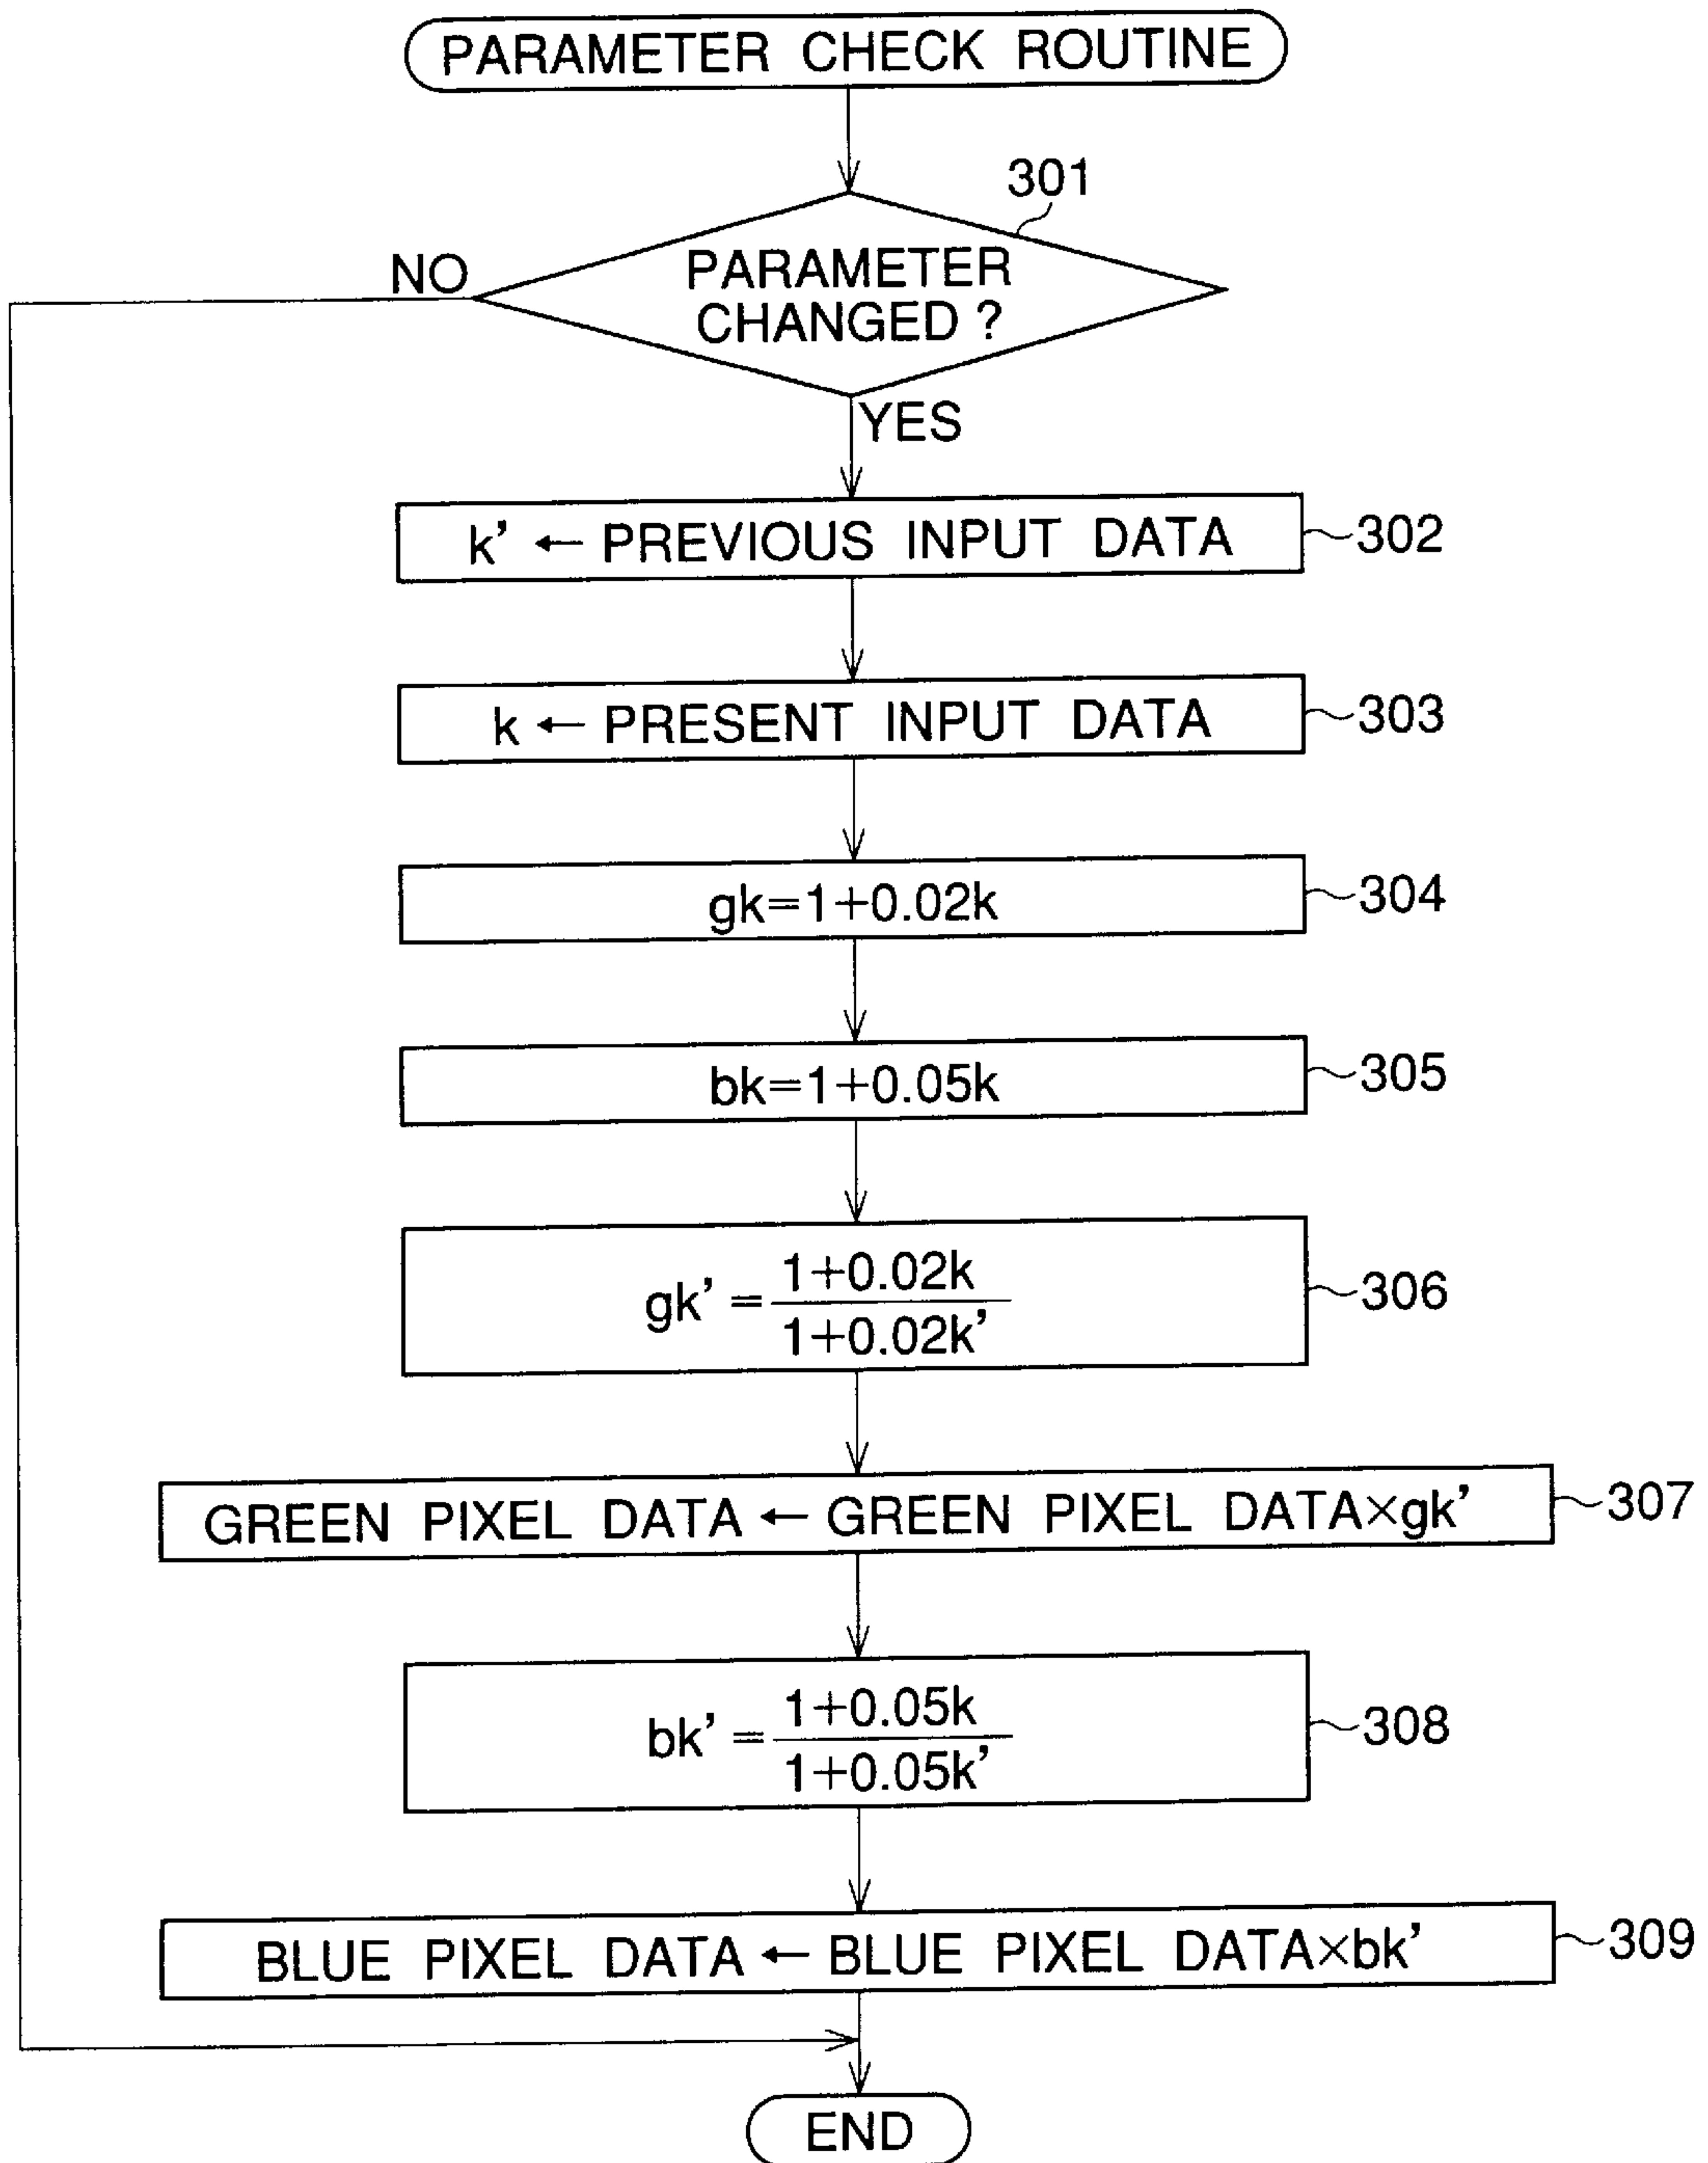 PARAMETER CHECK ROUTINE
301
NO
PARAMETER
CHANGED ?
YES
k' ← PREVIOUS INPUT DATA
302
k ← PRESENT INPUT DATA
303
gk=1+0.02k
304
bk=1+0.05k
305
gk' = 1+0.02k
1+0.02k'
306
GREEN PIXEL DATA ← GREEN PIXEL DATA×gk'
307
bk' = 1+0.05k
1+0.05k'
308
BLUE PIXEL DATA ← BLUE PIXEL DATA×bk'
309
END